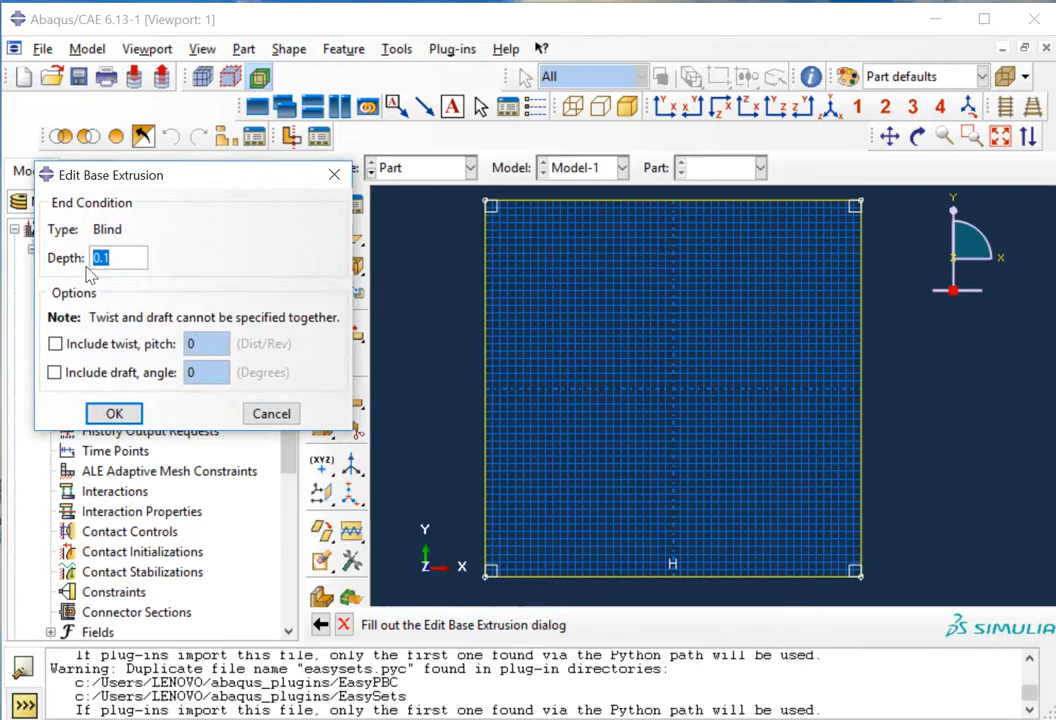 Abaqus/CAE 6.13-1 [Viewport: 1]
File Model Viewport View Part Shape Feature Tools Plug-ins Help
All
Part defaults
A A
Y X X Y Z X X Z Z Y Y Z 1 2 3 4
Part Model: Model-1 Part:
Edit Base Extrusion
End Condition
Type: Blind
Depth: 0.1
Options
Note: Twist and draft cannot be specified together.
Include twist, pitch: 0 (Dist/Rev)
Include draft, angle: 0 (Degrees)
OK Cancel
Time Points
ALE Adaptive Mesh Constraints
Interactions
Interaction Properties
Contact Controls
Contact Initializations
Contact Stabilizations
Constraints
Connector Sections
Fields
(XYZ)
Y
Z X
H
Y
X
Fill out the Edit Base Extrusion dialog
SIMULIA
If plug-ins import this file, only the first one found via the Python path will be used.
Warning: Duplicate file name "easysets.pyc" found in plug-in directories:
c:/Users/LENOVO/abaqus_plugins/EasyPBC
c:/Users/LENOVO/abaqus_plugins/EasySets
If plug-ins import this file, only the first one found via the Python path will be used.
>>>